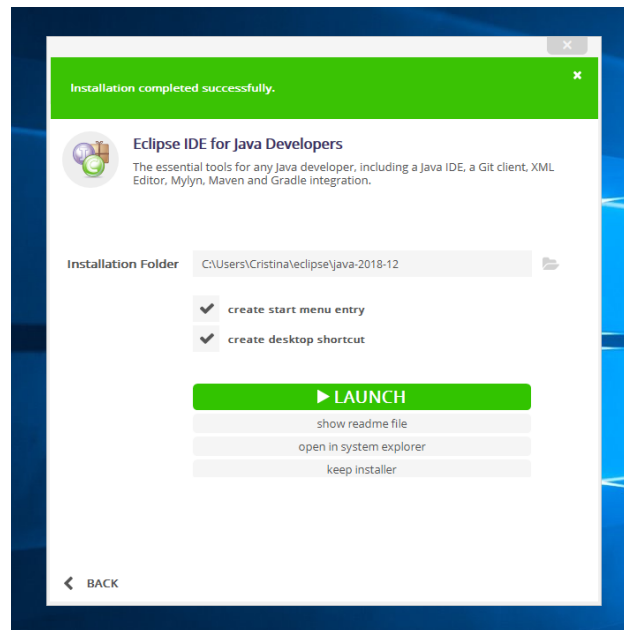 Installation completed successfully.
Eclipse IDE for Java Developers
The essential tools for any Java developer, including a Java IDE, a Git client, XML
Editor, Mylyn, Maven and Gradle integration.
Installation Folder C:\Users\Cristina\eclipse\java-2018-12
create start menu entry
create desktop shortcut
LAUNCH
show readme file
open in system explorer
keep installer
BACK